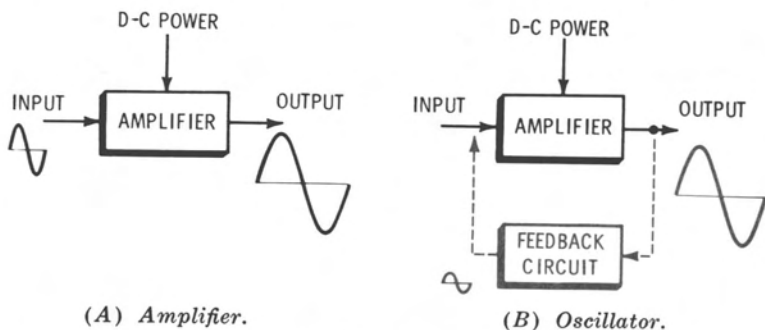 D-C POWER
INPUT
AMPLIFIER
OUTPUT
(A) Amplifier.
D-C POWER
INPUT
AMPLIFIER
OUTPUT
FEEDBACK
CIRCUIT
(B) Oscillator.